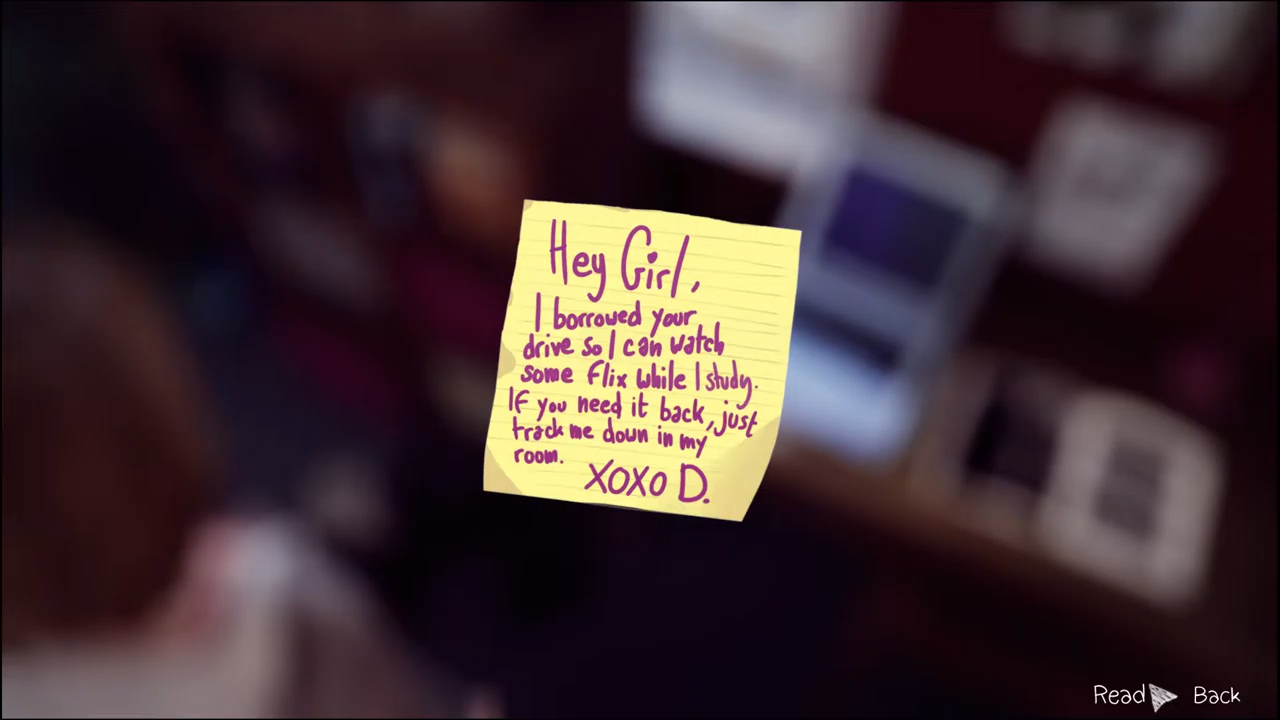 Hey Girl,
I borrowed your
drive so I can watch
some flix while I study.
If you need it back, just
track me down in my
room.
XOXO D.
Read Back